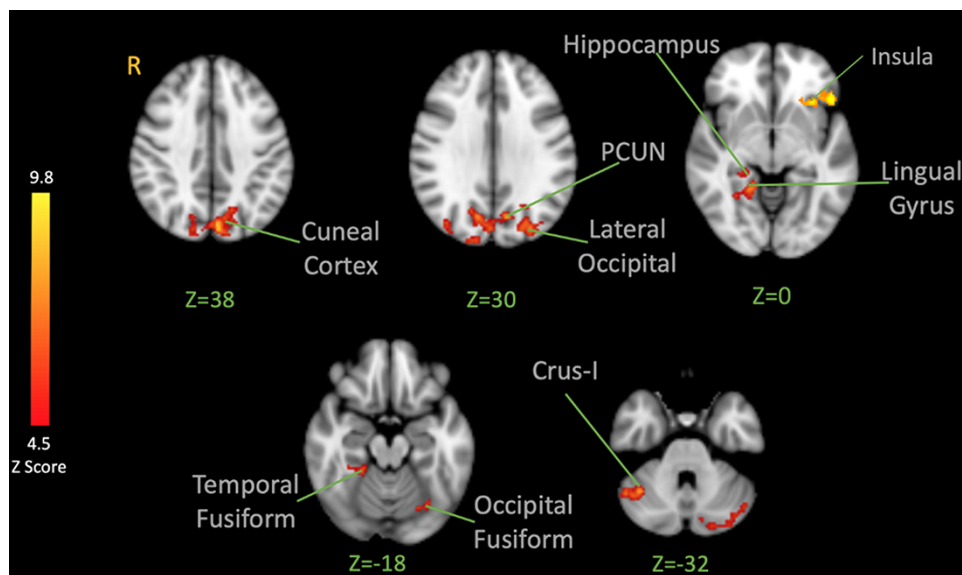 R
Hippocampus
Insula
PCUN
Lingual
Gyrus
9.8
Cuneal
Cortex
Lateral
Occipital
Z=38
Z=30
Z=0
4.5
Z Score
Crus-I
Temporal
Fusiform
Occipital
Fusiform
Z=-18
Z=-32